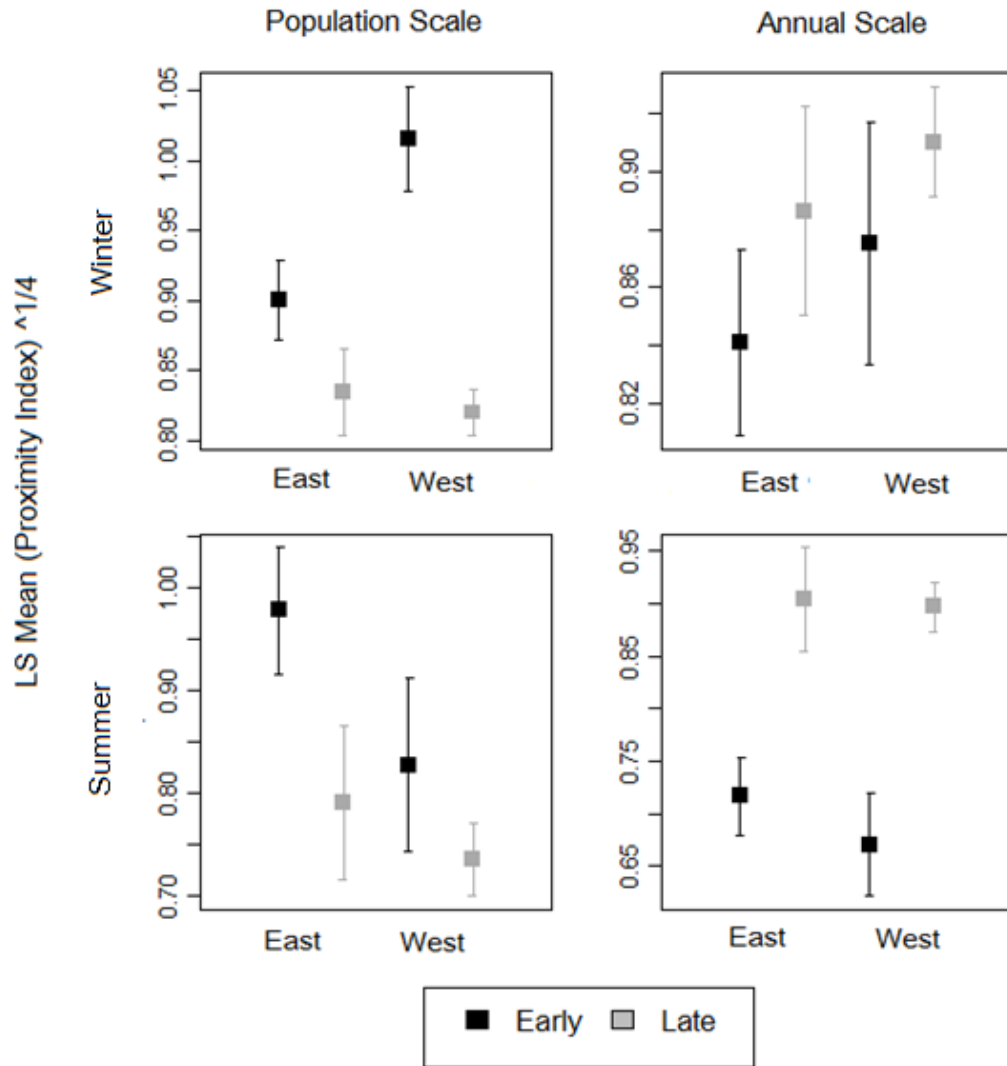 Population Scale
Annual Scale
LS Mean (Proximity Index) ^1/4
Winter
1.05
1.00
0.95
0.90
0.85
0.80
East
West
0.90
0.86
0.82
East
West
Summer
1.00
0.90
0.80
0.70
East
West
0.95
0.85
0.75
0.65
East
West
Early
Late